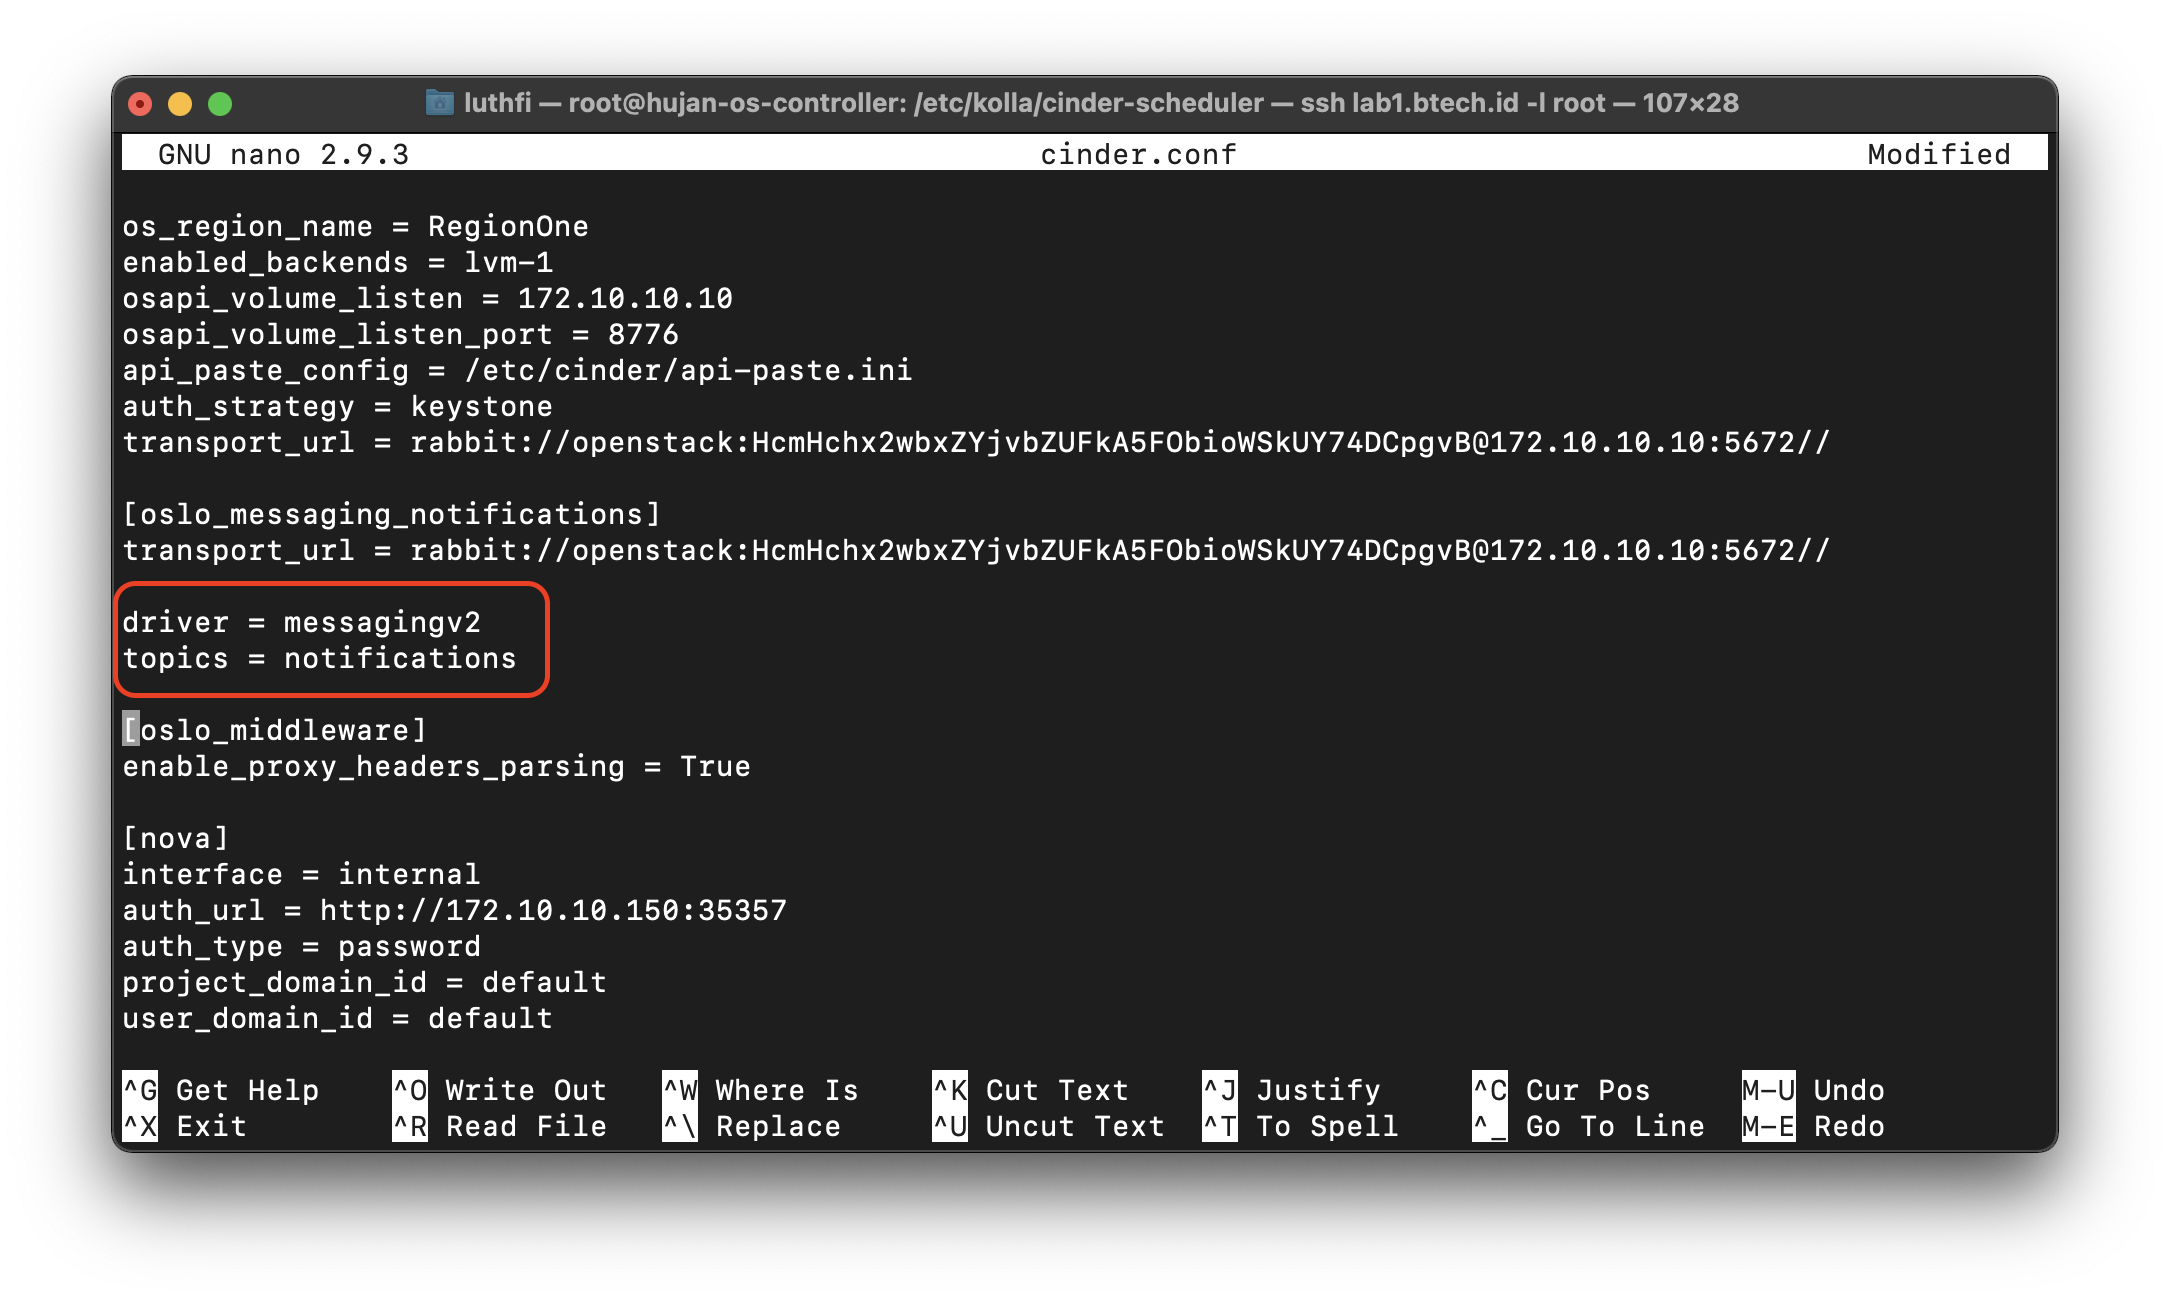 luthfi — root@hujan-os-controller: /etc/kolla/cinder-scheduler — ssh lab1.btech.id -l root — 107×28
GNU nano 2.9.3 cinder.conf Modified
os_region_name = RegionOne
enabled_backends = lvm-1
osapi_volume_listen = 172.10.10.10
osapi_volume_listen_port = 8776
api_paste_config = /etc/cinder/api-paste.ini
auth_strategy = keystone
transport_url = rabbit://openstack:HcmHchx2wbxZYjvbZUFkA5FObioWSkUY74DCpgvB@172.10.10.10:5672//
[oslo_messaging_notifications]
transport_url = rabbit://openstack:HcmHchx2wbxZYjvbZUFkA5FObioWSkUY74DCpgvB@172.10.10.10:5672//
driver = messagingv2
topics = notifications
[oslo_middleware]
enable_proxy_headers_parsing = True
[nova]
interface = internal
auth_url = http://172.10.10.150:35357
auth_type = password
project_domain_id = default
user_domain_id = default
^G Get Help ^O Write Out ^W Where Is ^K Cut Text ^J Justify ^C Cur Pos M-U Undo
^X Exit ^R Read File ^\ Replace ^U Uncut Text ^T To Spell ^_ Go To Line M-E Redo